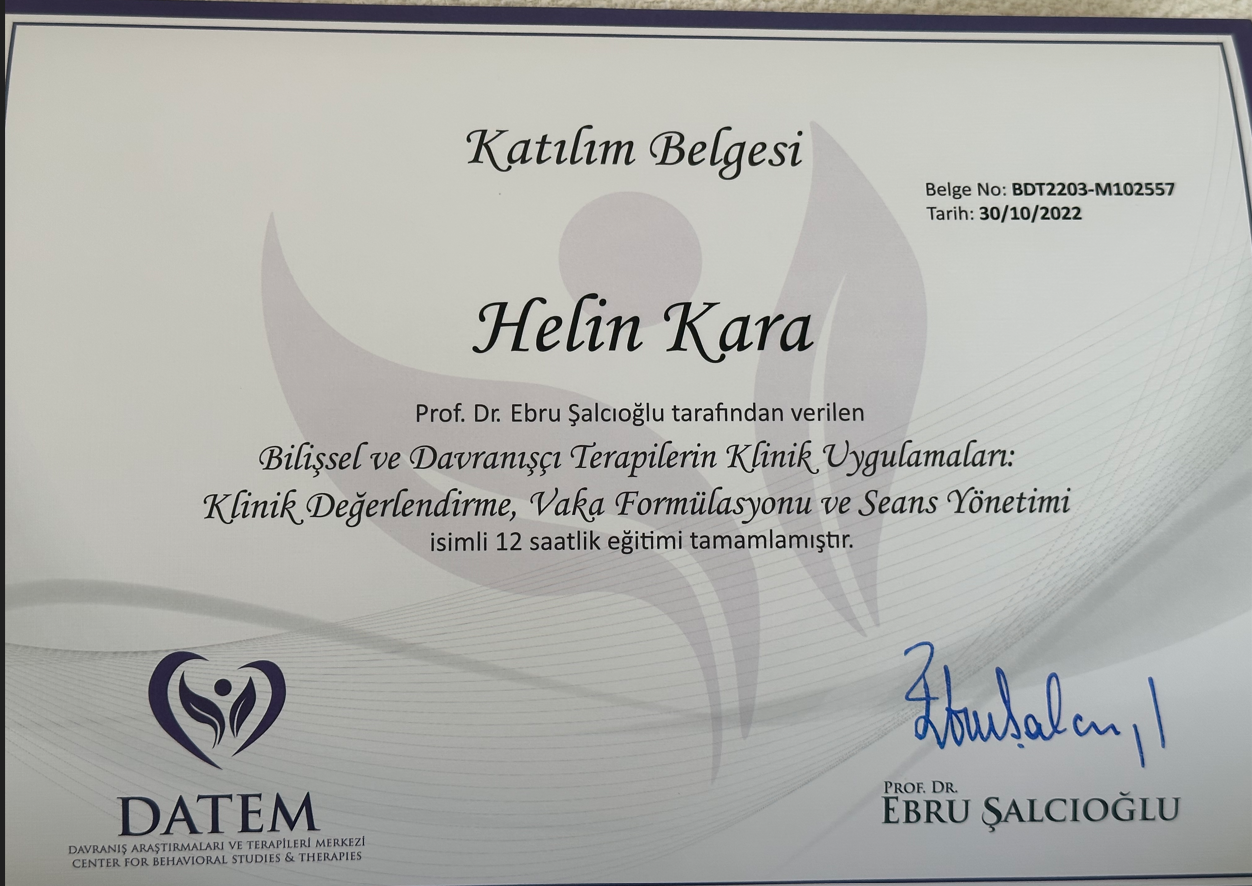 Katılım Belgesi
Belge No: BDT2203-M102557
Tarih: 30/10/2022
Helin Kara
Prof. Dr. Ebru Şalcıoğlu tarafından verilen
Bilişsel ve Davranışçı Terapilerin Klinik Uygulamaları:
Klinik Değerlendirme, Vaka Formülasyonu ve Seans Yönetimi
isimli 12 saatlik eğitimi tamamlamıştır.
DATEM
DAVRANIŞ ARAŞTIRMALARI VE TERAPİLERİ MERKEZİ
CENTER FOR BEHAVIORAL STUDIES & THERAPIES
PROF. DR.
EBRU ŞALCIOĞLU